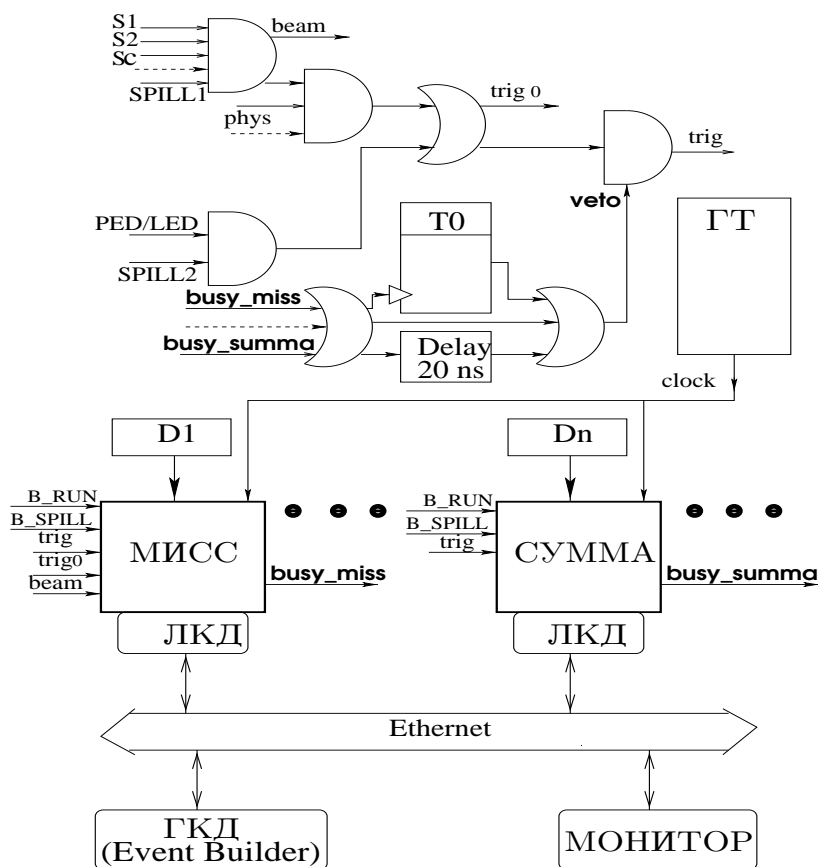 S1
beam
S2
Sc
SPILL1
trig 0
phys
trig
veto
PED/LED
T0
ГТ
SPILL2
busy_miss
busy_summa
Delay
20 ns
clock
D1
Dn
B_RUN
B_SPILL
trig
trig0
beam
МИСС
busy_miss
B_RUN
B_SPILL
trig
СУММА
busy_summa
ЛКД
ЛКД
Ethernet
ГКД
(Event Builder)
МОНИТОР